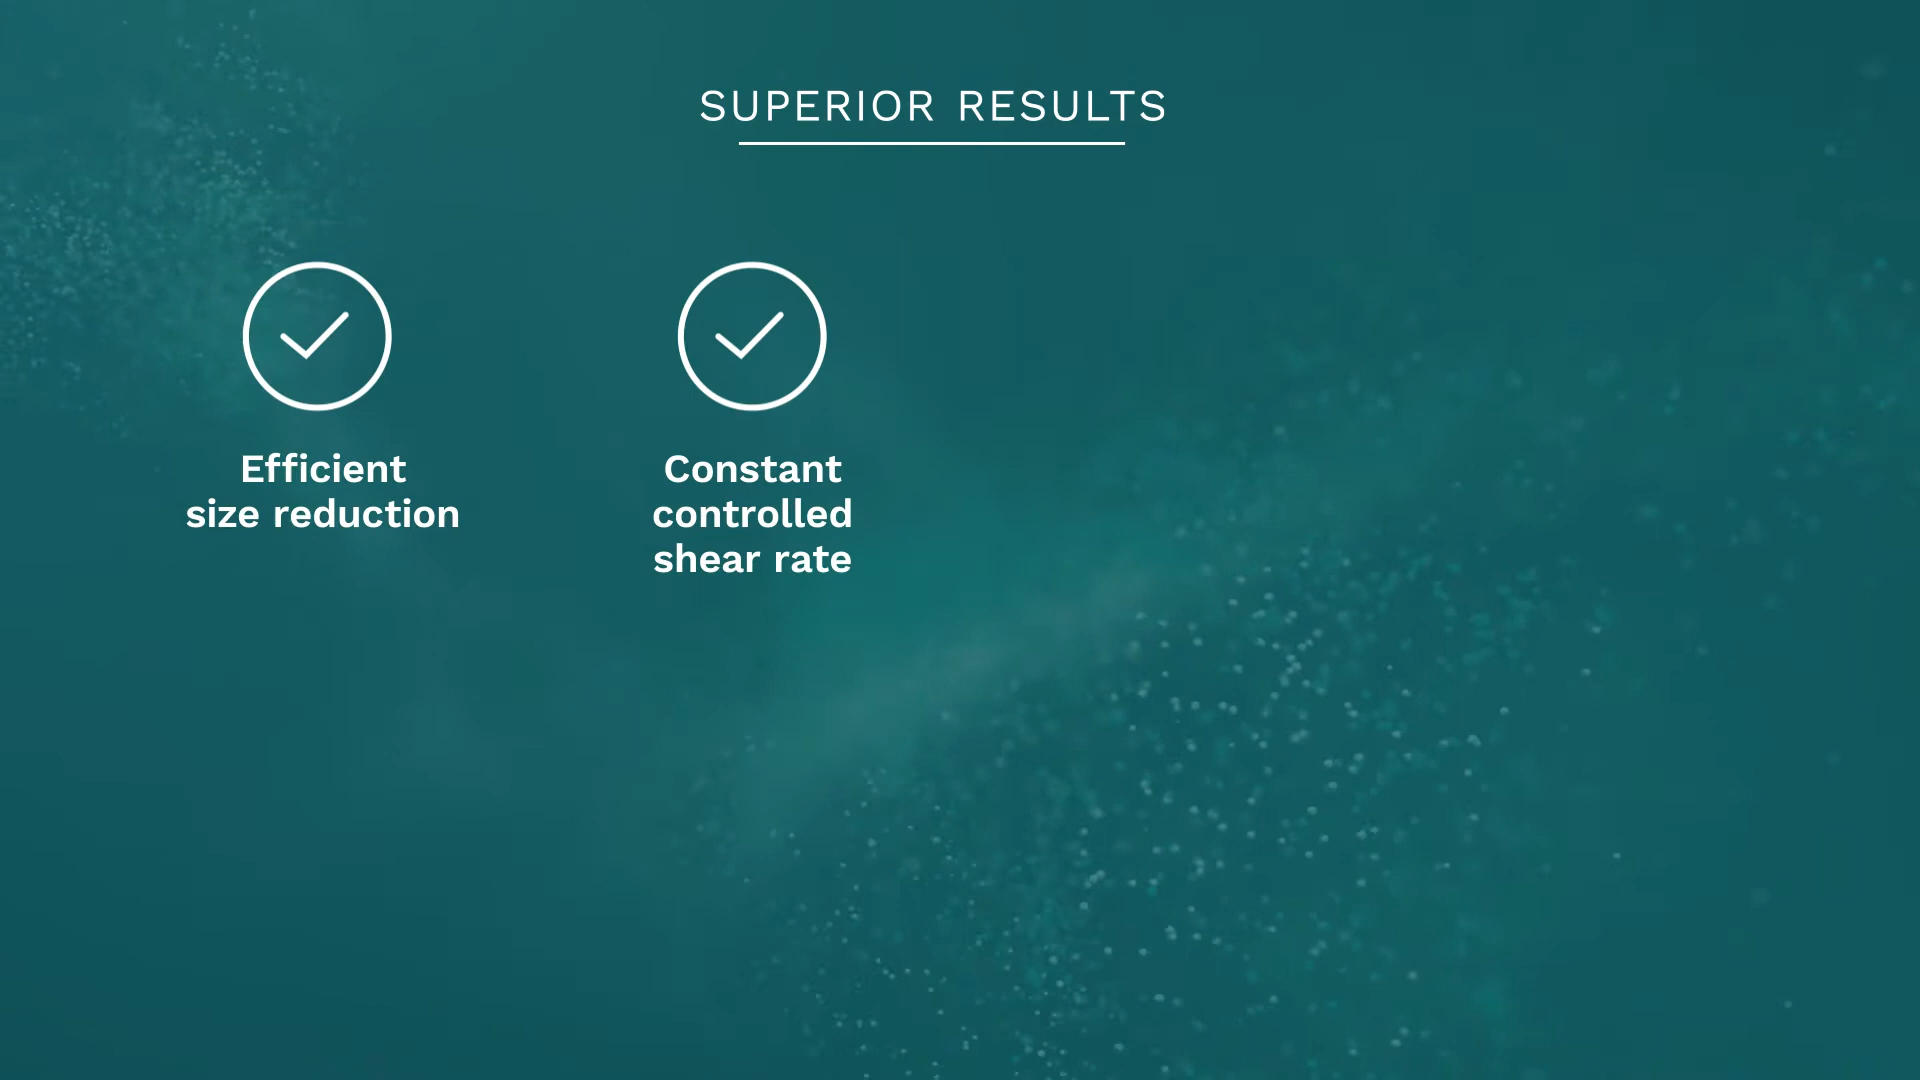 SUPERIOR RESULTS
Efficient
size reduction
Constant
controlled
shear rate